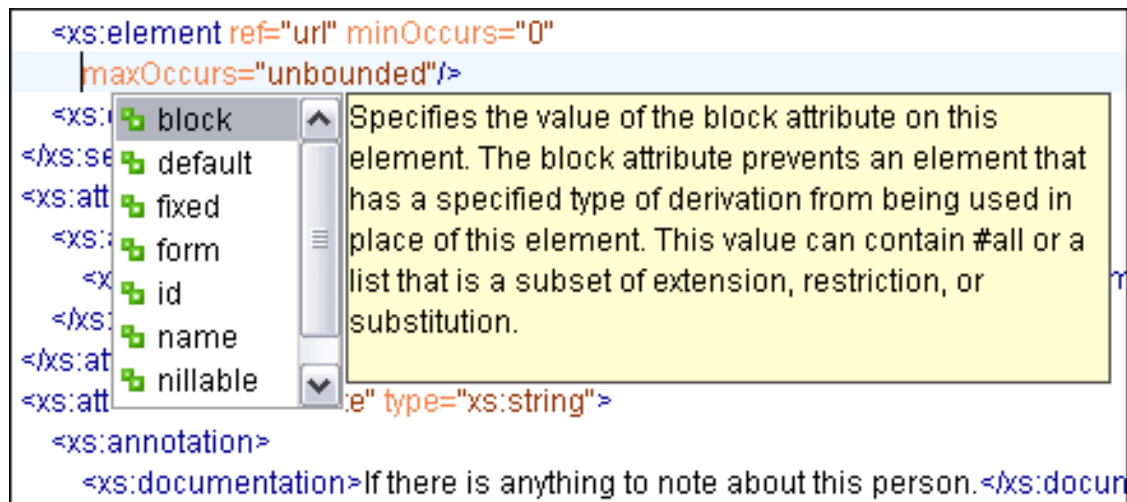 <xs:element ref="url" minOccurs="0"
maxOccurs="unbounded"/>
<xs:
block
Specifies the value of the block attribute on this
</xs:se
default
element. The block attribute prevents an element that
<xs:att
fixed
has a specified type of derivation from being used in
<xs:
form
place of this element. This value can contain #all or a
<x
id
list that is a subset of extension, restriction, or
</xs:
name
substitution.
</xs:at
nillable
<xs:att
e" type="xs:string">
<xs:annotation>
<xs:documentation>If there is anything to note about this person.</xs:docum